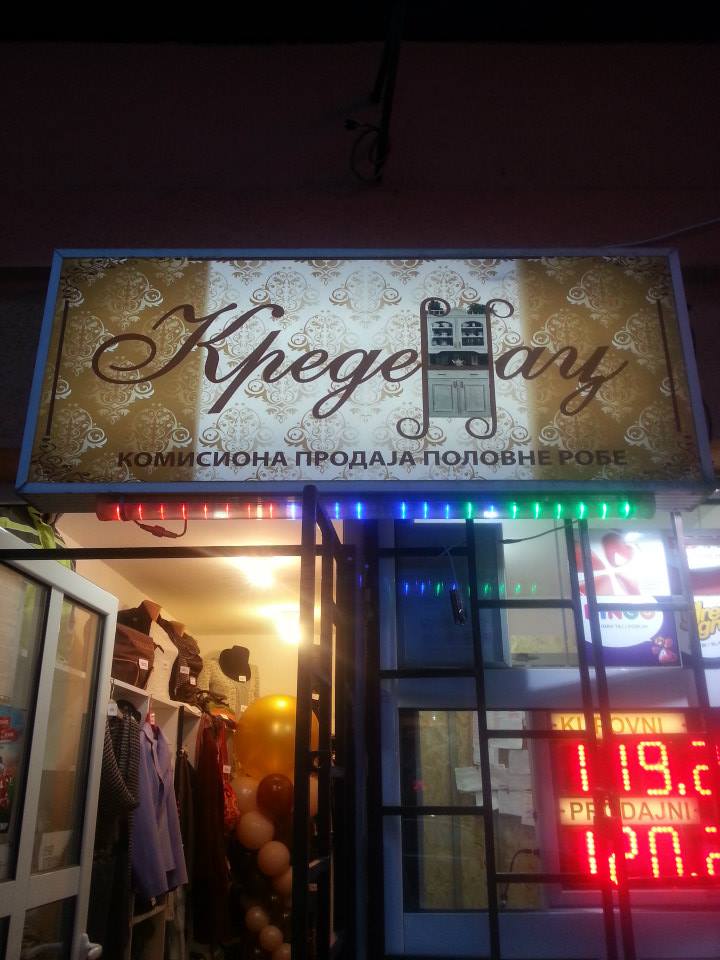 Креденац
КОМИСИОНА ПРОДАЈА ПОЛОВНЕ РОБЕ
KUPOVNI
119.2
PRODAJNI